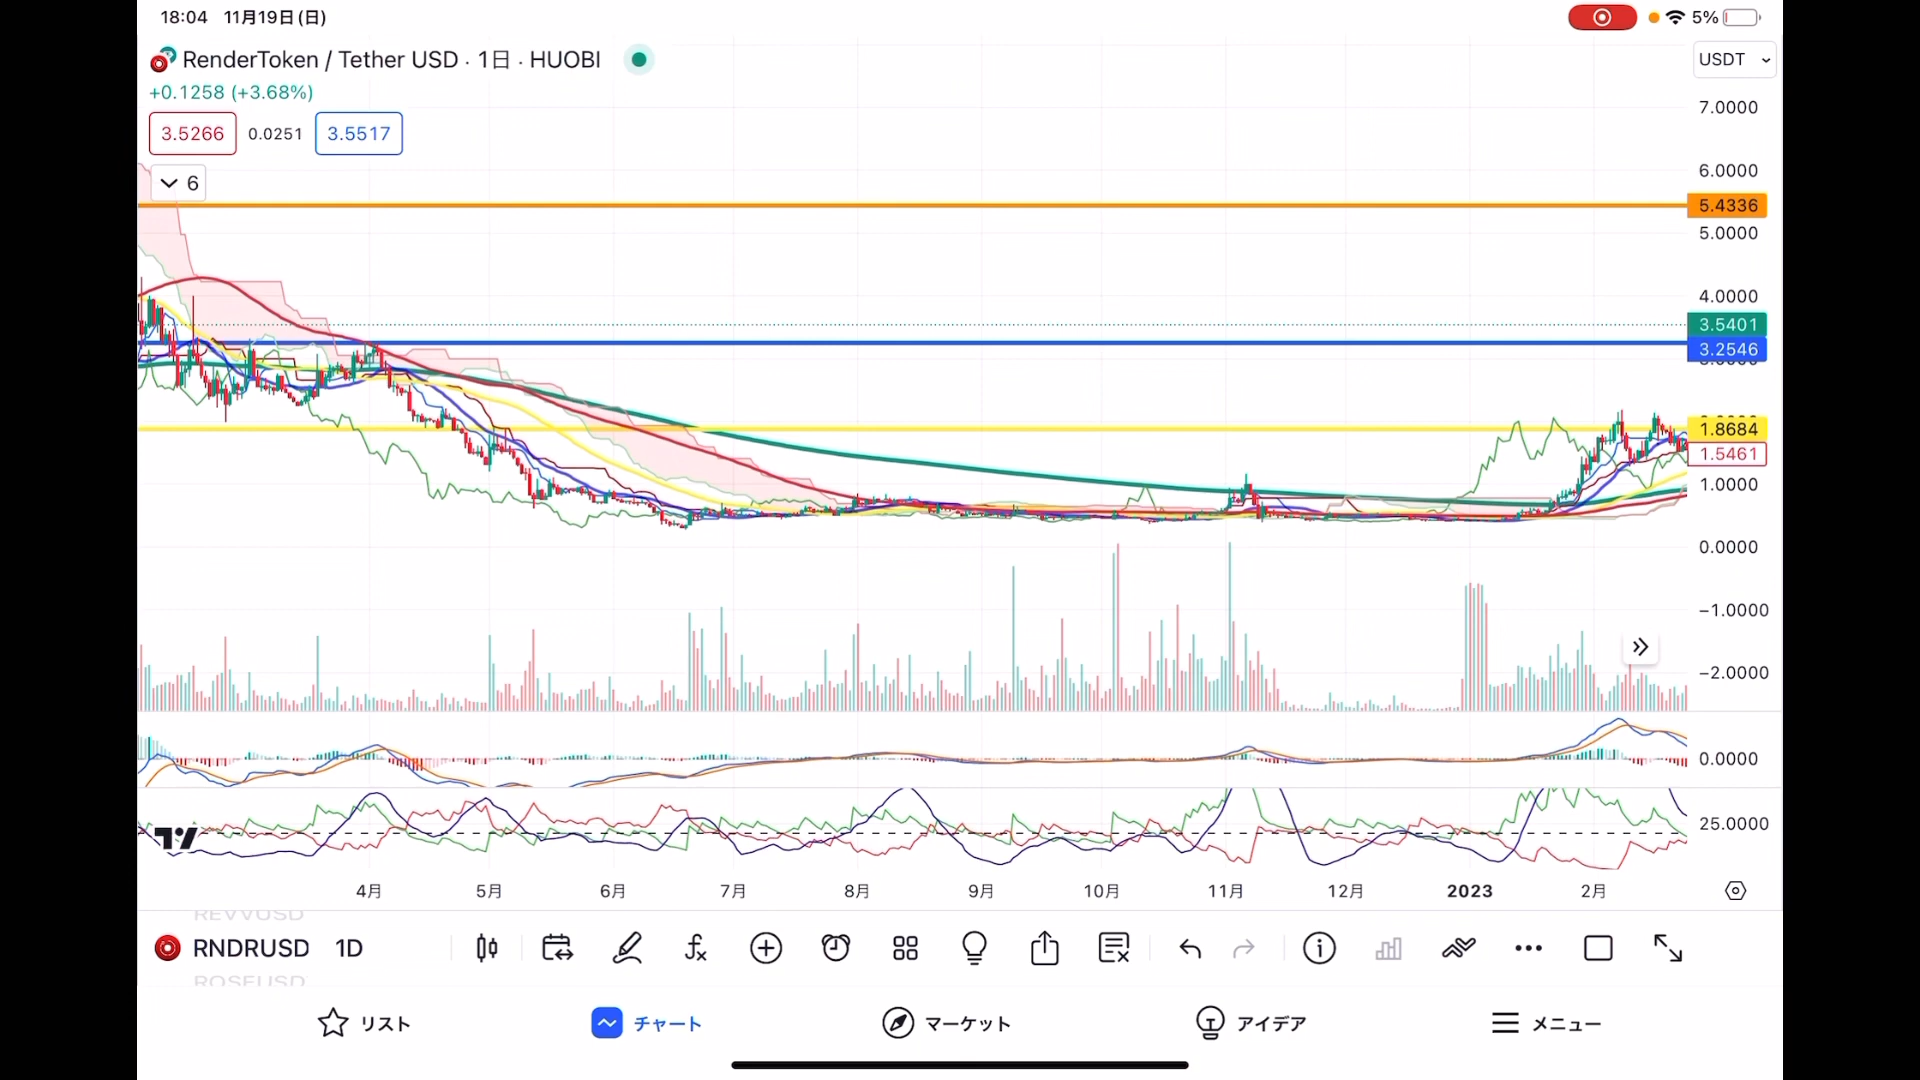 18:04 11月19日(日)
5%
RenderToken / Tether USD · 1日 · HUOBI
USDT
+0.1258 (+3.68%)
3.5266 0.0251 3.5517
6
7.0000
6.0000
5.4336
5.0000
4.0000
3.5401
3.2546
1.8684
1.5461
1.0000
0.0000
−1.0000
−2.0000
0.0000
25.0000
4月 5月 6月 7月 8月 9月 10月 11月 12月 2023 2月
REVVUSD
RNDRUSD 1D
ROSEUSD
リスト チャート マーケット アイデア メニュー